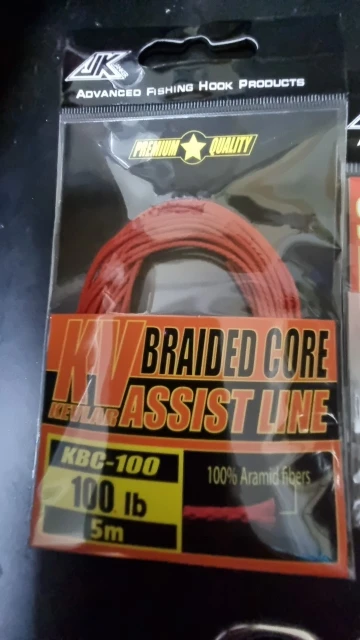 JK
ADVANCED FISHING HOOK PRODUCTS
PREMIUM QUALITY
KV BRAIDED CORE
KEVLAR ASSIST LINE
KBC-100
100 lb
5m
100% Aramid fibers